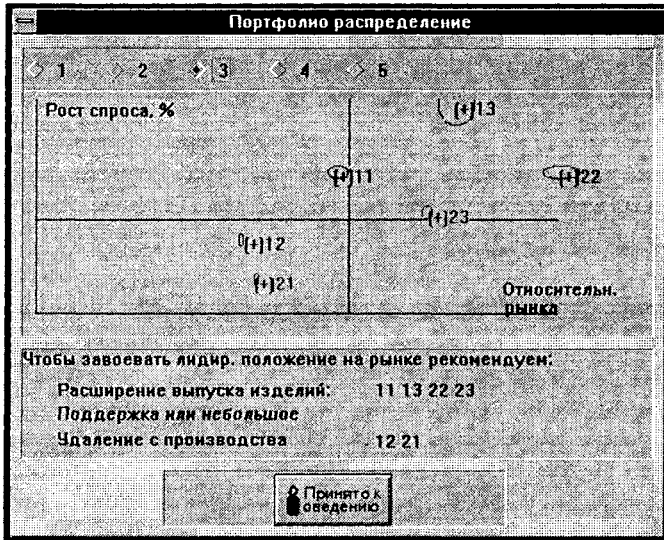 Портфолио распределение
1 2 3 4 5
Рост спроса, %
(+)13
(+)11
(+)22
(+)23
(+)12
(+)21
Относительн.
рынка
Чтобы завоевать лидир. положение на рынке рекомендуем:
Расширение выпуска изделий: 11 13 22 23
Поддержка или небольшое
Удаление с производства 12 21
Принято к
сведению